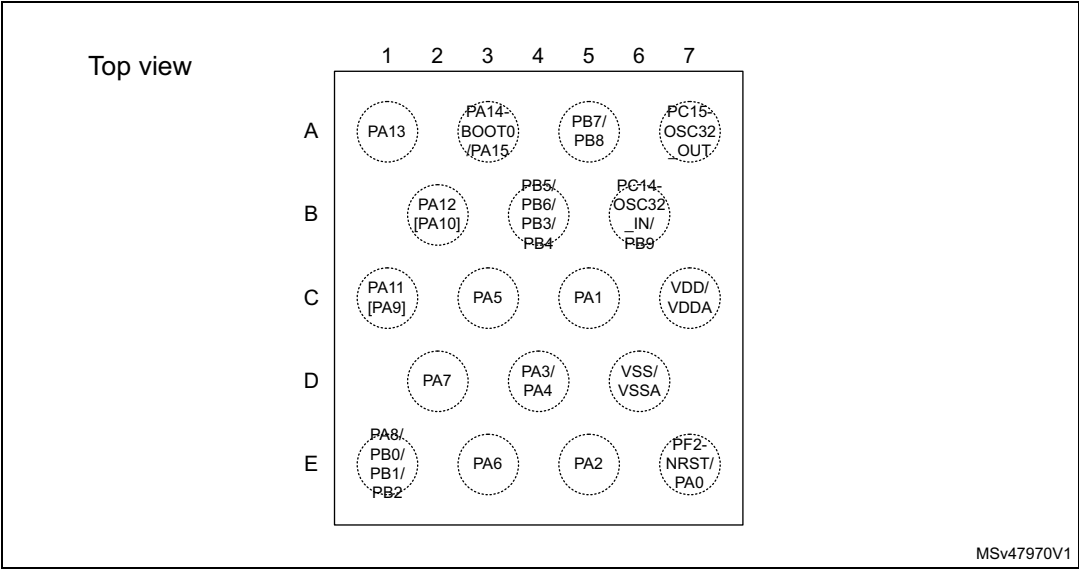 Top view
1 2 3 4 5 6 7
A
PA13
PA14-
BOOT0
/PA15
PB7/
PB8
PC15-
OSC32
_OUT
B
PA12
[PA10]
PB5/
PB6/
PB3/
PB4
PC14-
OSC32
_IN/
PB9
C
PA11
[PA9]
PA5
PA1
VDD/
VDDA
D
PA7
PA3/
PA4
VSS/
VSSA
E
PA8/
PB0/
PB1/
PB2
PA6
PA2
PF2-
NRST/
PA0
MSv47970V1